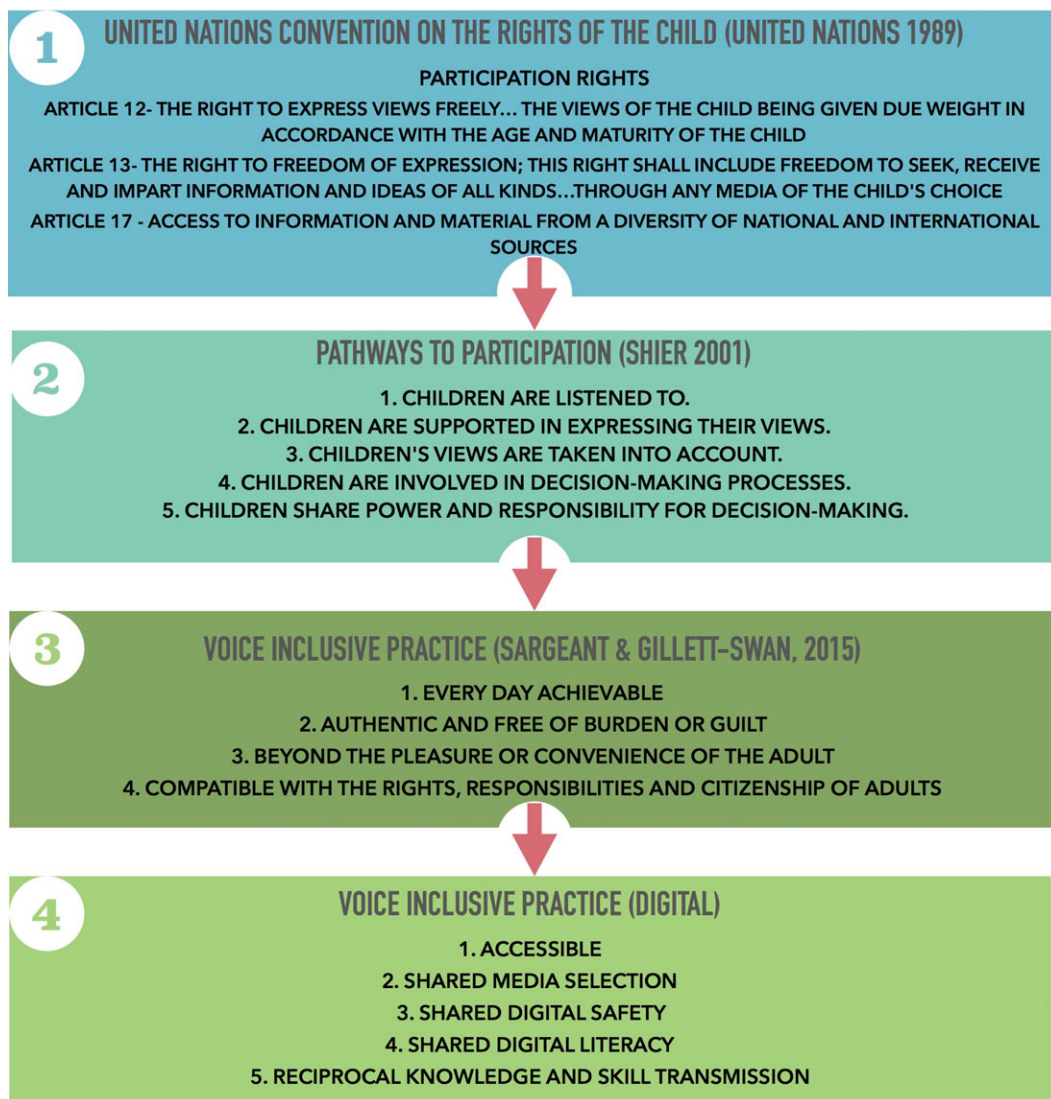 1
UNITED NATIONS CONVENTION ON THE RIGHTS OF THE CHILD (UNITED NATIONS 1989)
PARTICIPATION RIGHTS
ARTICLE 12- THE RIGHT TO EXPRESS VIEWS FREELY... THE VIEWS OF THE CHILD BEING GIVEN DUE WEIGHT IN
ACCORDANCE WITH THE AGE AND MATURITY OF THE CHILD
ARTICLE 13- THE RIGHT TO FREEDOM OF EXPRESSION; THIS RIGHT SHALL INCLUDE FREEDOM TO SEEK, RECEIVE
AND IMPART INFORMATION AND IDEAS OF ALL KINDS...THROUGH ANY MEDIA OF THE CHILD'S CHOICE
ARTICLE 17 - ACCESS TO INFORMATION AND MATERIAL FROM A DIVERSITY OF NATIONAL AND INTERNATIONAL
SOURCES
2
PATHWAYS TO PARTICIPATION (SHIER 2001)
1. CHILDREN ARE LISTENED TO.
2. CHILDREN ARE SUPPORTED IN EXPRESSING THEIR VIEWS.
3. CHILDREN'S VIEWS ARE TAKEN INTO ACCOUNT.
4. CHILDREN ARE INVOLVED IN DECISION-MAKING PROCESSES.
5. CHILDREN SHARE POWER AND RESPONSIBILITY FOR DECISION-MAKING.
3
VOICE INCLUSIVE PRACTICE (SARGEANT & GILLETT-SWAN, 2015)
1. EVERY DAY ACHIEVABLE
2. AUTHENTIC AND FREE OF BURDEN OR GUILT
3. BEYOND THE PLEASURE OR CONVENIENCE OF THE ADULT
4. COMPATIBLE WITH THE RIGHTS, RESPONSIBILITIES AND CITIZENSHIP OF ADULTS
4
VOICE INCLUSIVE PRACTICE (DIGITAL)
1. ACCESSIBLE
2. SHARED MEDIA SELECTION
3. SHARED DIGITAL SAFETY
4. SHARED DIGITAL LITERACY
5. RECIPROCAL KNOWLEDGE AND SKILL TRANSMISSION